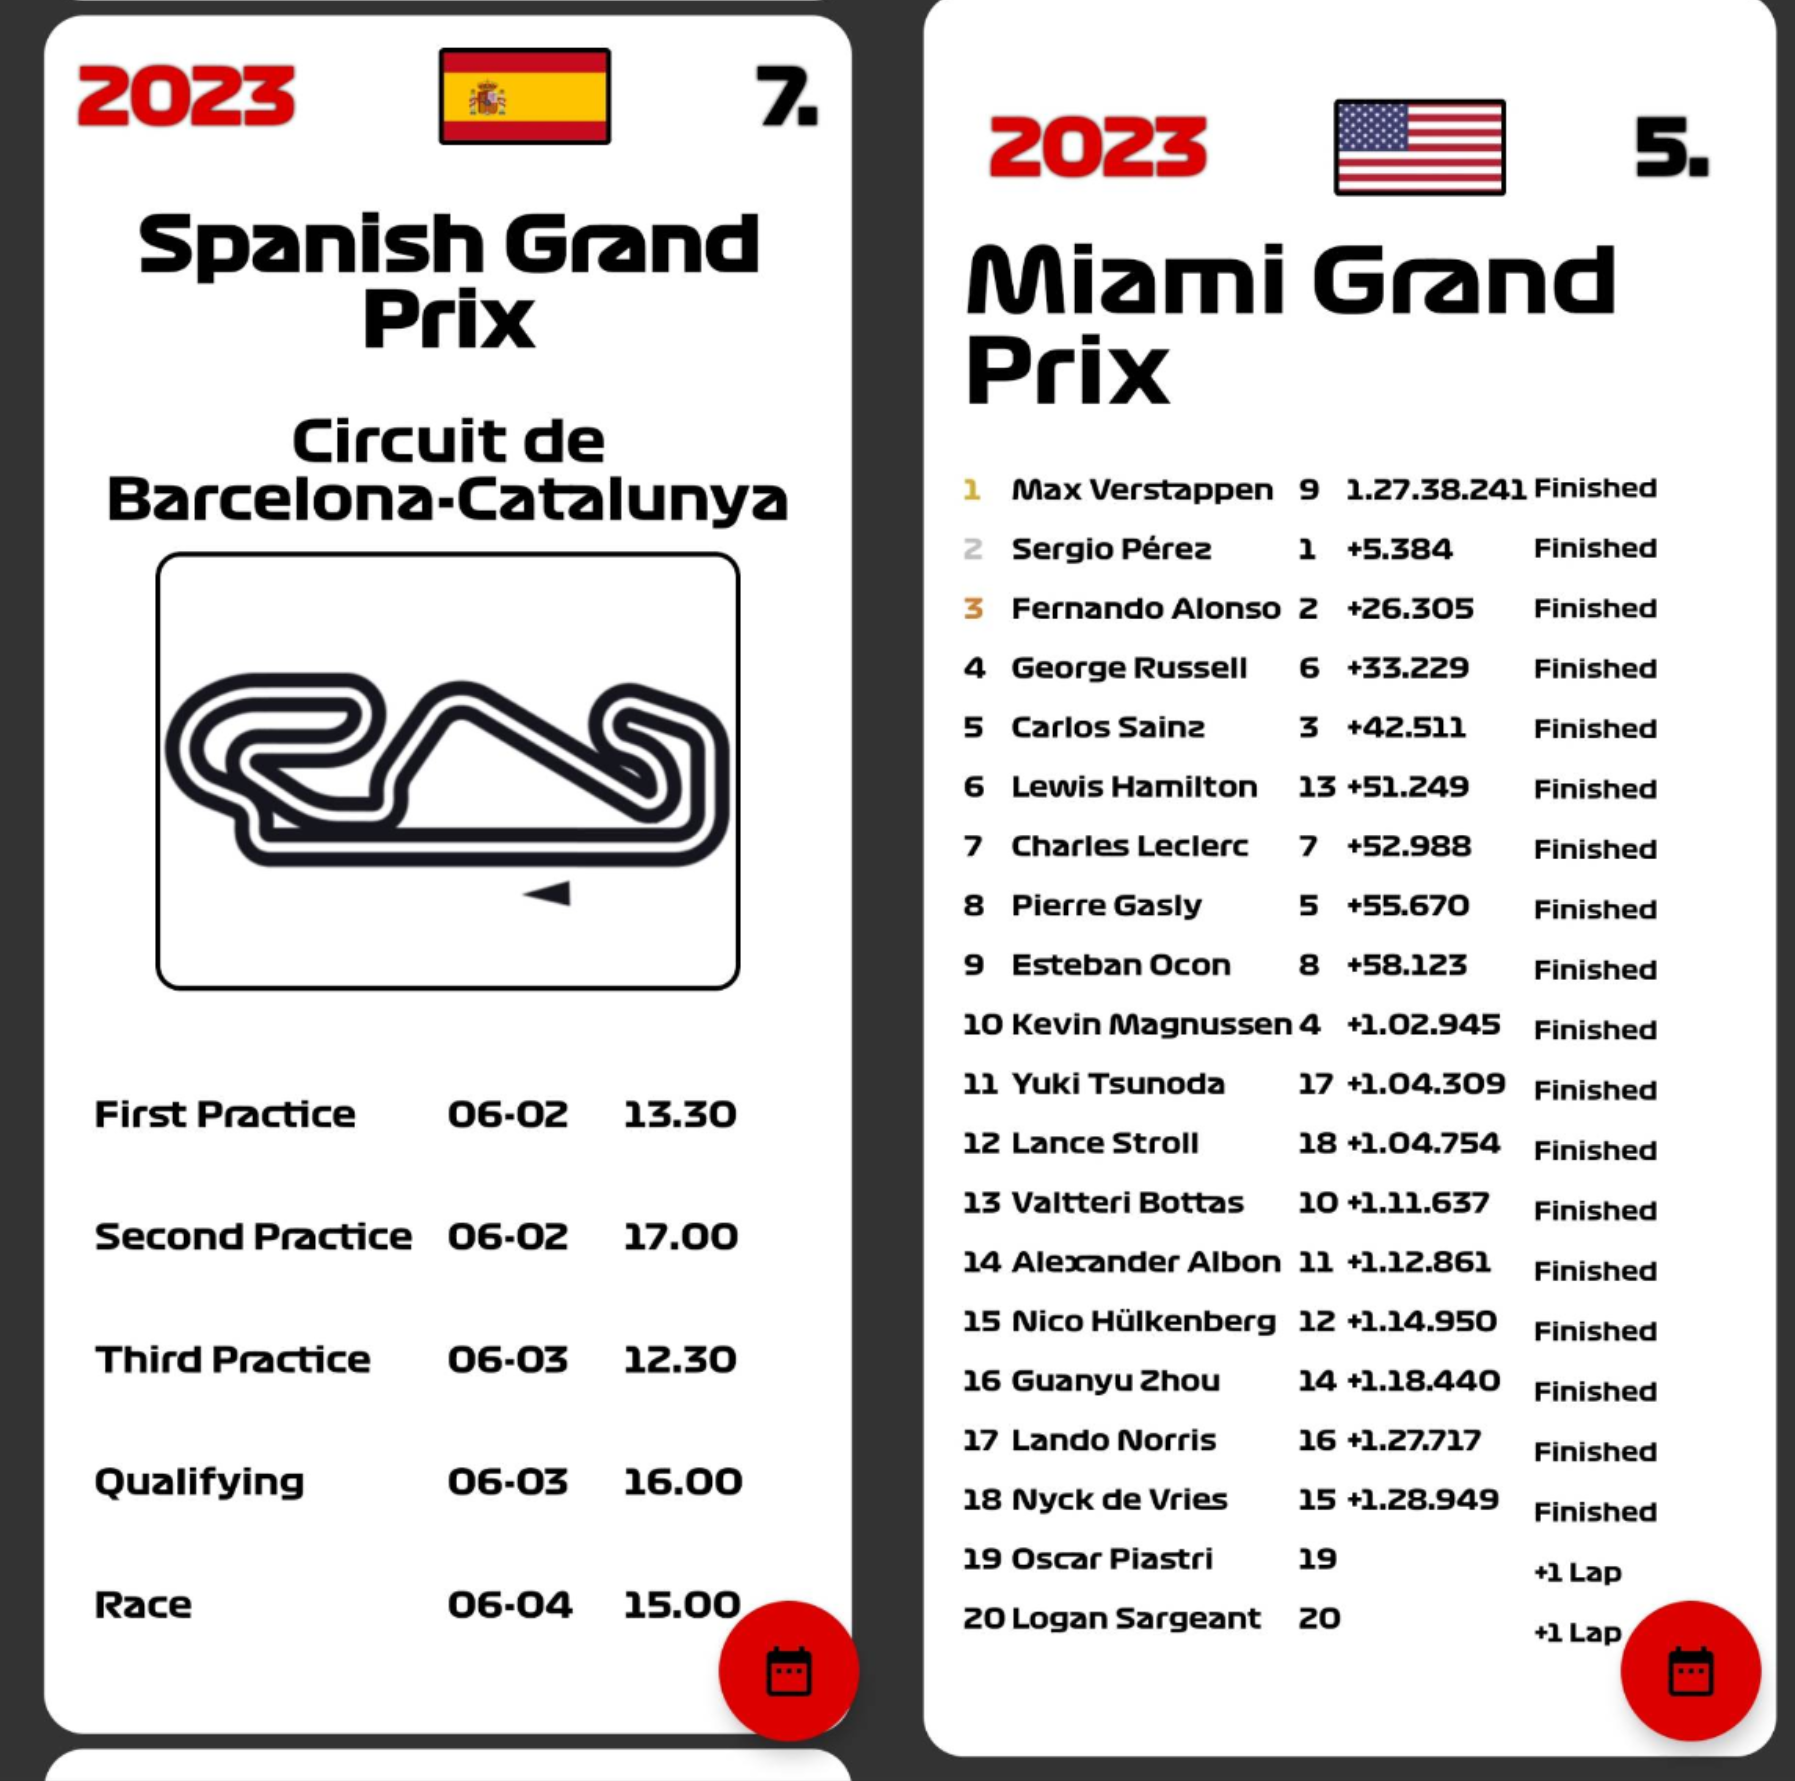 2023 7.
Spanish Grand
Prix
Circuit de
Barcelona-Catalunya
First Practice 06-02 13.30
Second Practice 06-02 17.00
Third Practice 06-03 12.30
Qualifying 06-03 16.00
Race 06-04 15.00
2023 5.
Miami Grand
Prix
1 Max Verstappen 9 1.27.38.241 Finished
2 Sergio Pérez 1 +5.384 Finished
3 Fernando Alonso 2 +26.305 Finished
4 George Russell 6 +33.229 Finished
5 Carlos Sainz 3 +42.511 Finished
6 Lewis Hamilton 13 +51.249 Finished
7 Charles Leclerc 7 +52.988 Finished
8 Pierre Gasly 5 +55.670 Finished
9 Esteban Ocon 8 +58.123 Finished
10 Kevin Magnussen 4 +1.02.945 Finished
11 Yuki Tsunoda 17 +1.04.309 Finished
12 Lance Stroll 18 +1.04.754 Finished
13 Valtteri Bottas 10 +1.11.637 Finished
14 Alexander Albon 11 +1.12.861 Finished
15 Nico Hülkenberg 12 +1.14.950 Finished
16 Guanyu Zhou 14 +1.18.440 Finished
17 Lando Norris 16 +1.27.717 Finished
18 Nyck de Vries 15 +1.28.949 Finished
19 Oscar Piastri 19 +1 Lap
20 Logan Sargeant 20 +1 Lap